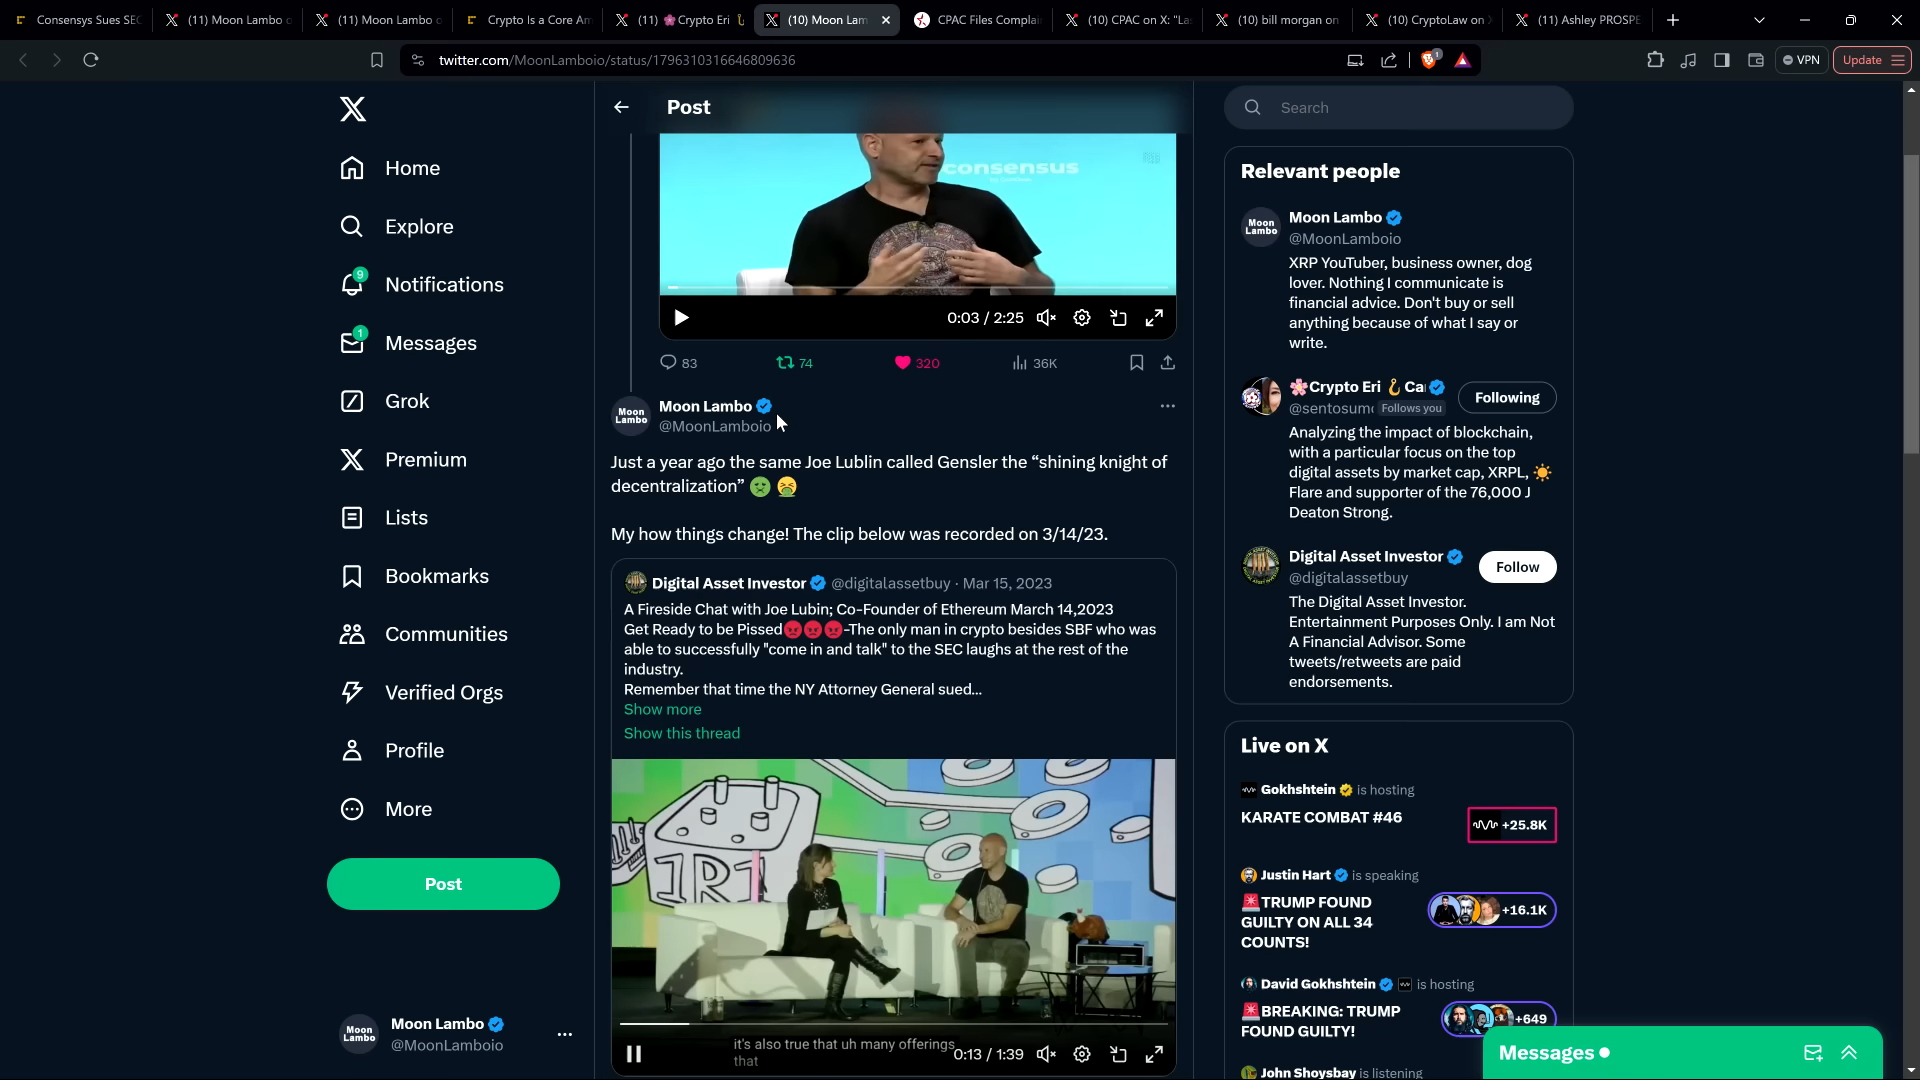 Consensys Sues SEC
(11) Moon Lambo o
(11) Moon Lambo o
Crypto Is a Core Am
(11) 🌸Crypto Eri 🪝
(10) Moon Lam
CPAC Files Complai
(10) CPAC on X: "La
(10) bill morgan on
(10) CryptoLaw on X
(11) Ashley PROSPE
twitter.com/MoonLamboio/status/1796310316646809636
1
VPN
Update
Home
Explore
9
Notifications
1
Messages
Grok
Premium
Lists
Bookmarks
Communities
Verified Orgs
Profile
More
Post
Moon Lambo
Moon Lambo
@MoonLamboio
Post
consensus
0:03 / 2:25
83
74
320
36K
Moon Lambo
Moon Lambo
@MoonLamboio
Just a year ago the same Joe Lublin called Gensler the “shining knight of
decentralization” 🤢 🤮
My how things change! The clip below was recorded on 3/14/23.
Digital Asset Investor @digitalassetbuy · Mar 15, 2023
A Fireside Chat with Joe Lubin; Co-Founder of Ethereum March 14,2023
Get Ready to be Pissed😡😡😡-The only man in crypto besides SBF who was
able to successfully "come in and talk" to the SEC laughs at the rest of the
industry.
Remember that time the NY Attorney General sued...
Show more
Show this thread
it's also true that uh many offerings
that
0:13 / 1:39
Search
Relevant people
Moon Lambo
Moon Lambo
@MoonLamboio
XRP YouTuber, business owner, dog
lover. Nothing I communicate is
financial advice. Don't buy or sell
anything because of what I say or
write.
🌸Crypto Eri 🪝Ca
@sentosumo Follows you
Following
Analyzing the impact of blockchain,
with a particular focus on the top
digital assets by market cap, XRPL, ☀️
Flare and supporter of the 76,000 J
Deaton Strong.
Digital Asset Investor
@digitalassetbuy
Follow
The Digital Asset Investor.
Entertainment Purposes Only. I am Not
A Financial Advisor. Some
tweets/retweets are paid
endorsements.
Live on X
Gokhshtein is hosting
KARATE COMBAT #46
+25.8K
Justin Hart is speaking
🚨TRUMP FOUND
GUILTY ON ALL 34
COUNTS!
+16.1K
David Gokhshtein is hosting
🚨BREAKING: TRUMP
FOUND GUILTY!
+649
John Shoysbay is listening
Messages